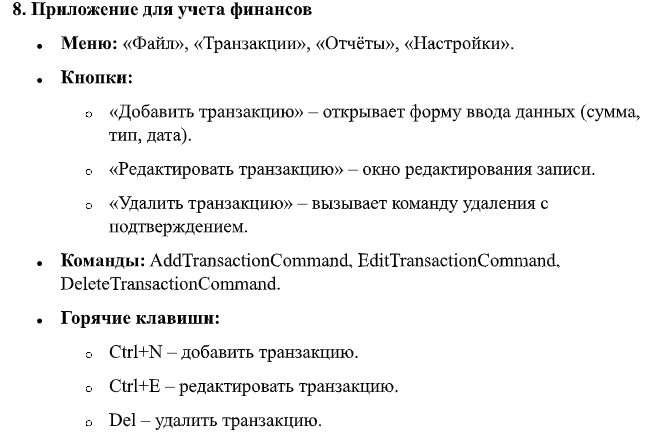 8. Приложение для учета финансов
• Меню: «Файл», «Транзакции», «Отчёты», «Настройки».
• Кнопки:
○ «Добавить транзакцию» – открывает форму ввода данных (сумма,
тип, дата).
○ «Редактировать транзакцию» – окно редактирования записи.
○ «Удалить транзакцию» – вызывает команду удаления с
подтверждением.
• Команды: AddTransactionCommand, EditTransactionCommand,
DeleteTransactionCommand.
• Горячие клавиши:
○ Ctrl+N – добавить транзакцию.
○ Ctrl+E – редактировать транзакцию.
○ Del – удалить транзакцию.